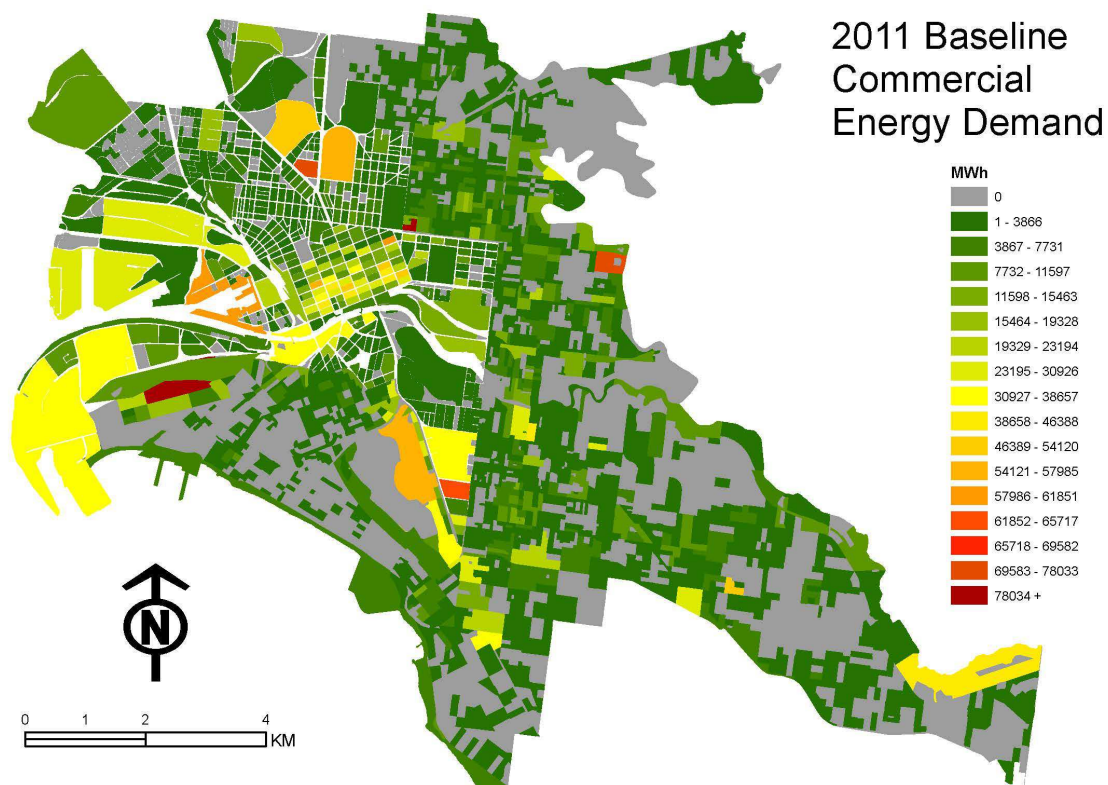 2011 Baseline
Commercial
Energy Demand
MWh
0
1 - 3866
3867 - 7731
7732 - 11597
11598 - 15463
15464 - 19328
19329 - 23194
23195 - 30926
30927 - 38657
38658 - 46388
46389 - 54120
54121 - 57985
57986 - 61851
61852 - 65717
65718 - 69582
69583 - 78033
78034 +
N
0 1 2 4
KM